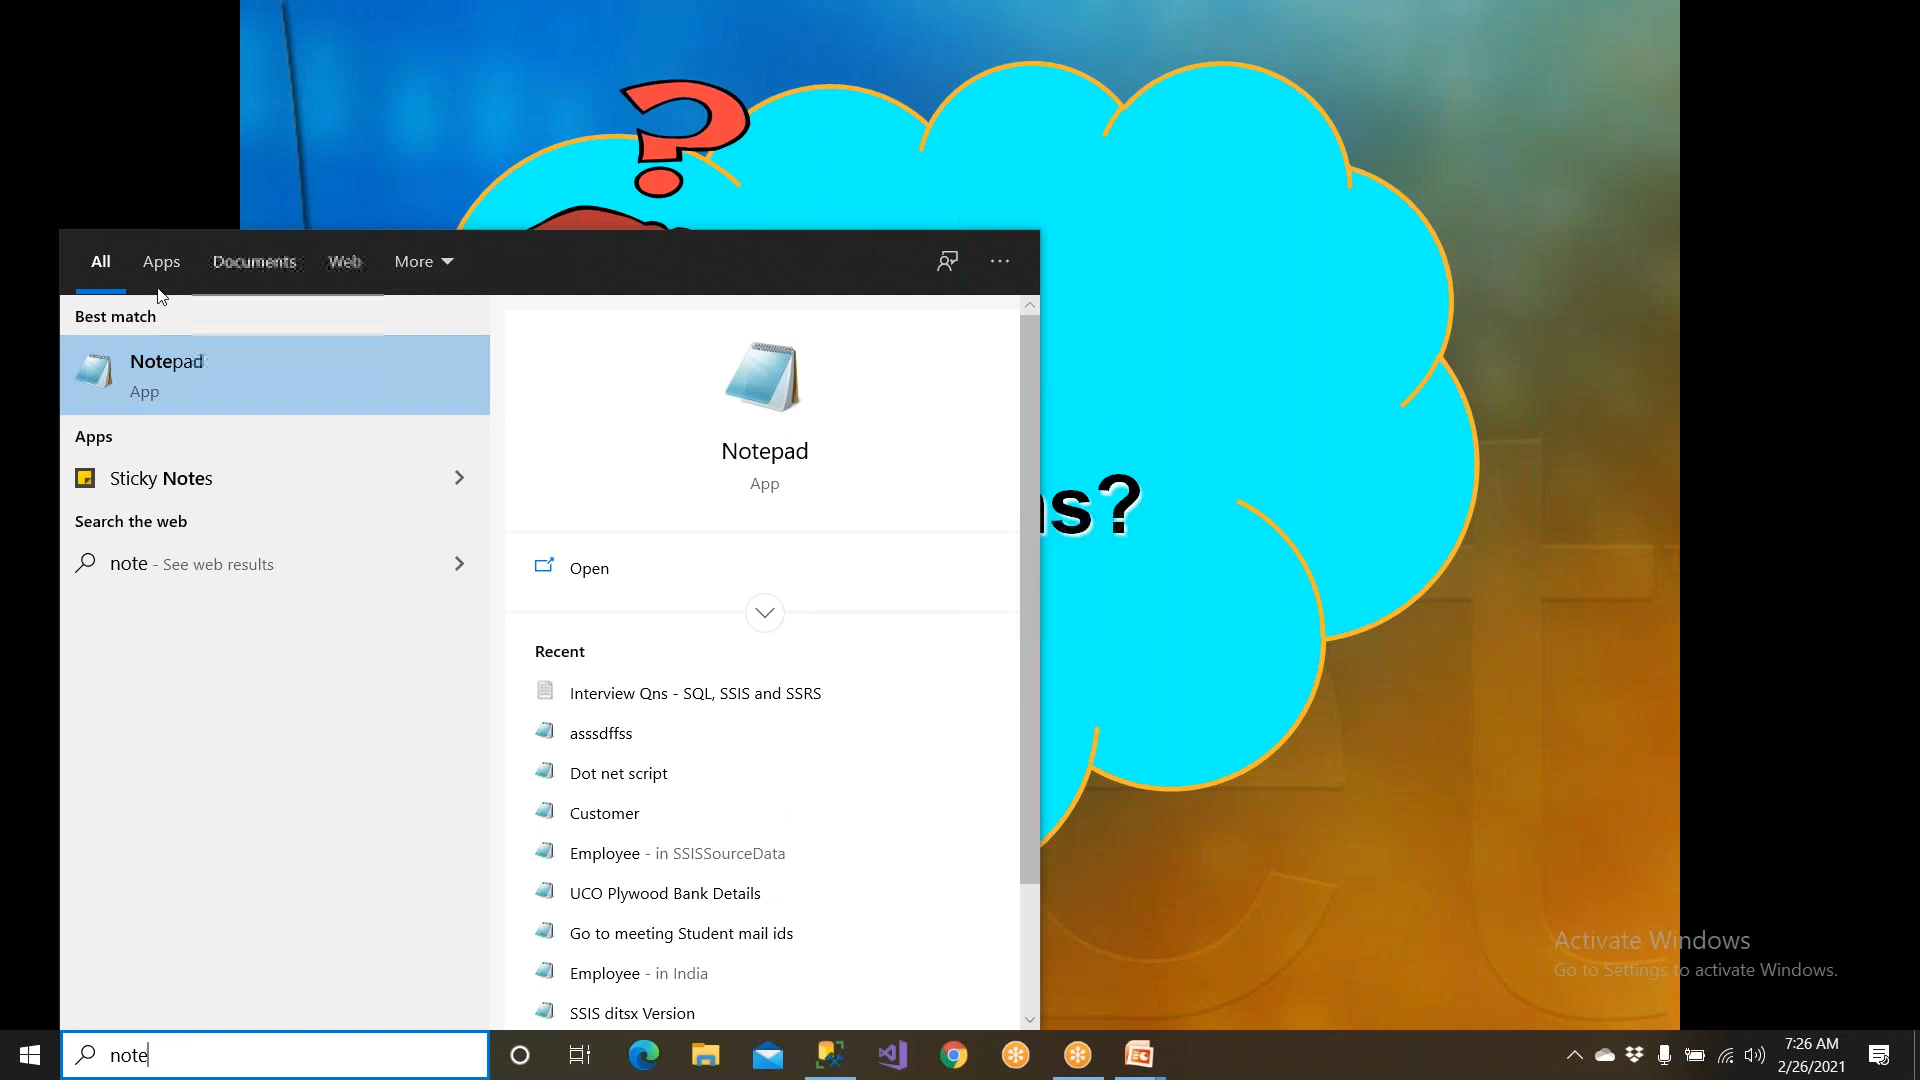 All Apps Documents Web More
Best match
Notepad
App
Apps
Sticky Notes
Search the web
note - See web results
note
Notepad
App
Open
Recent
Interview Qns - SQL, SSIS and SSRS
asssdffss
Dot net script
Customer
Employee - in SSISSourceData
UCO Plywood Bank Details
Go to meeting Student mail ids
Employee - in India
SSIS ditsx Version
?
s?
Activate Windows
Go to Settings to activate Windows.
7:26 AM
2/26/2021